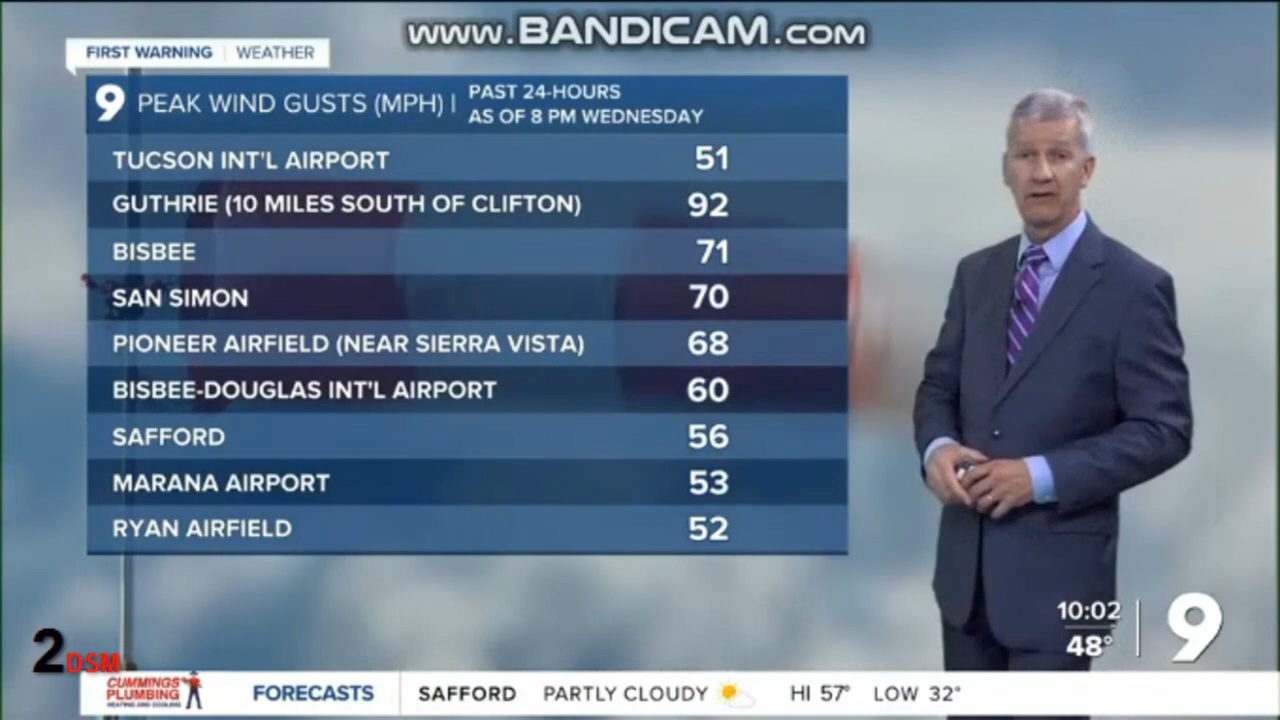 www.BANDICAM.com
FIRST WARNING | WEATHER
9 PEAK WIND GUSTS (MPH) | PAST 24-HOURS
AS OF 8 PM WEDNESDAY
TUCSON INT'L AIRPORT 51
GUTHRIE (10 MILES SOUTH OF CLIFTON) 92
BISBEE 71
SAN SIMON 70
PIONEER AIRFIELD (NEAR SIERRA VISTA) 68
BISBEE-DOUGLAS INT'L AIRPORT 60
SAFFORD 56
MARANA AIRPORT 53
RYAN AIRFIELD 52
10:02
48°
9
2DSM
CUMMINGS
PLUMBING
HEATING AND COOLING
FORECASTS SAFFORD PARTLY CLOUDY HI 57° LOW 32°